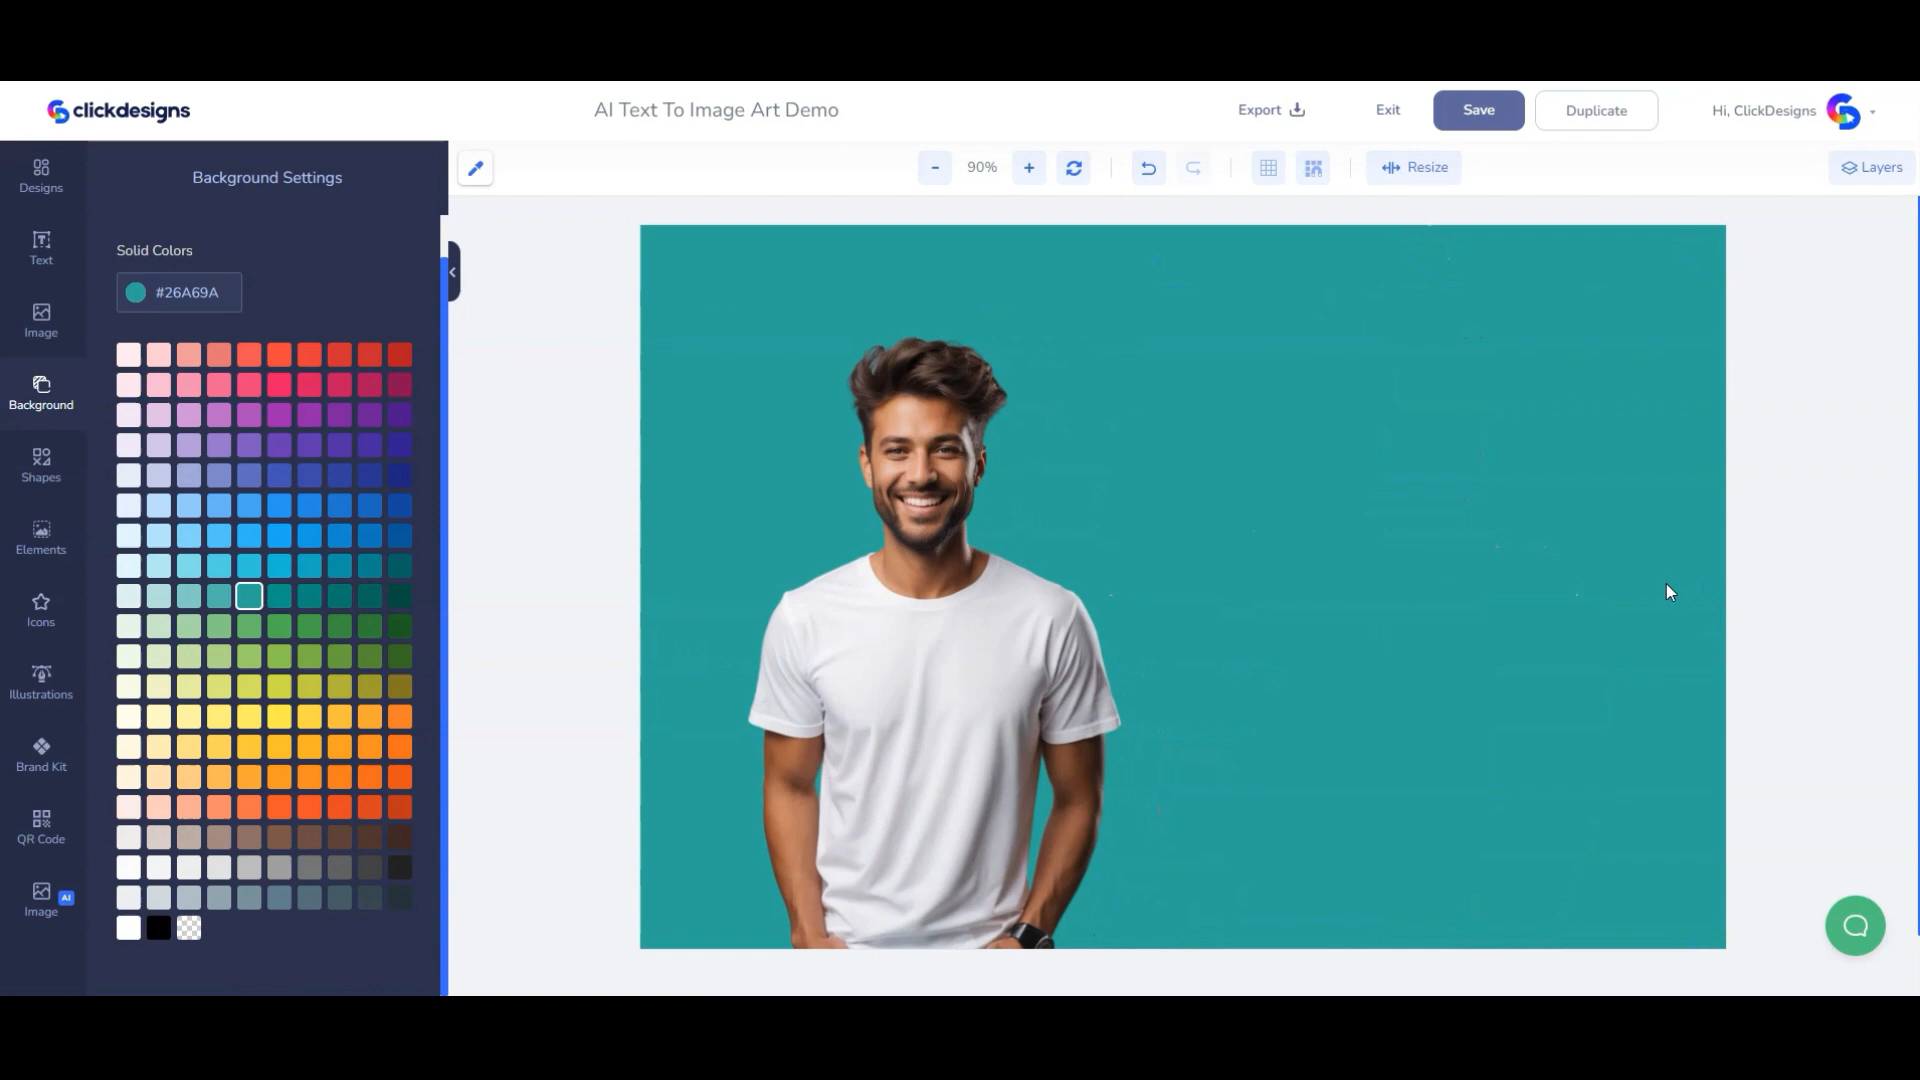 clickdesigns
AI Text To Image Art Demo
Export
Exit
Save
Duplicate
Hi, ClickDesigns
Designs
Text
Image
Background
Shapes
Elements
Icons
Illustrations
Brand Kit
QR Code
Image AI
Background Settings
Solid Colors
#26A69A
- 90% +
Resize
Layers